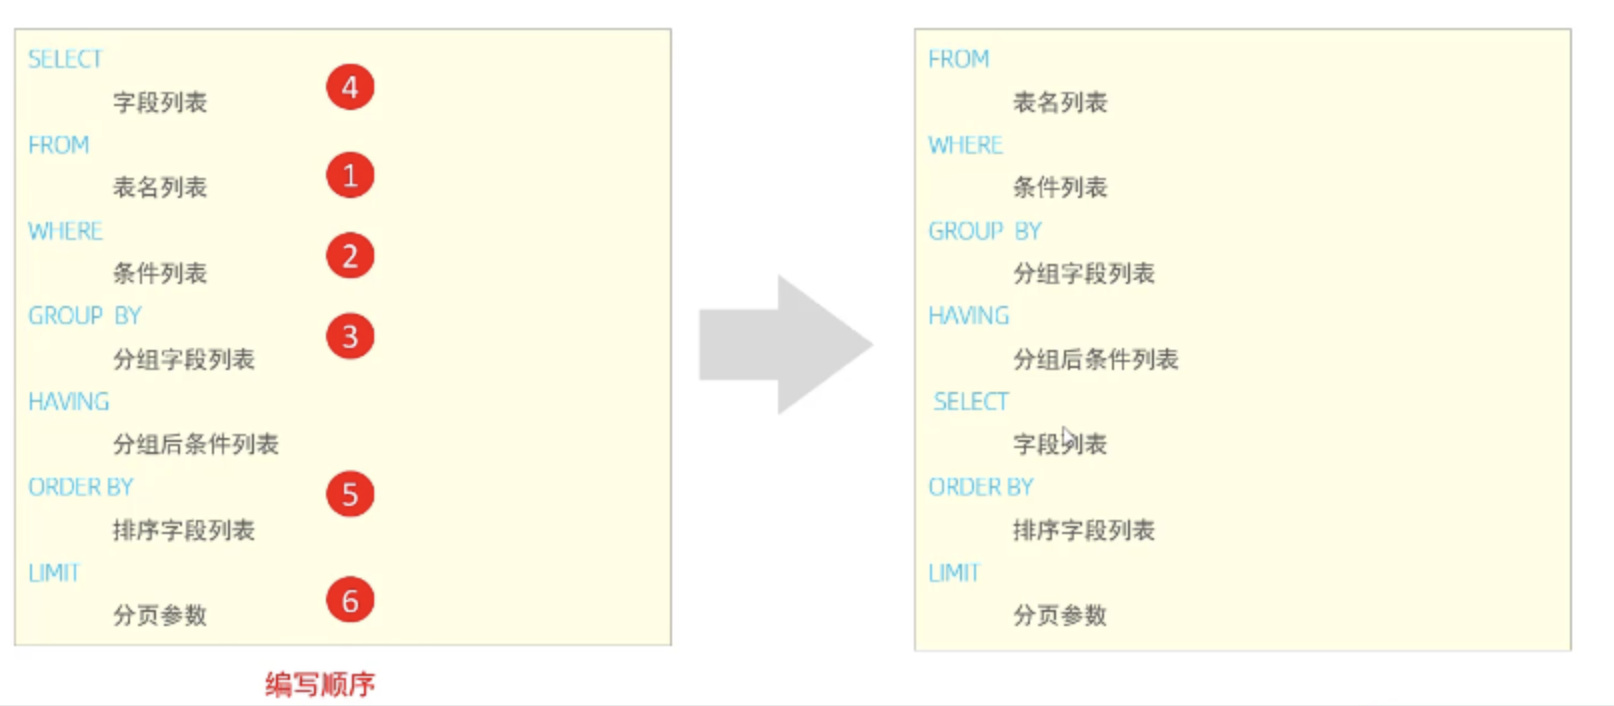 SELECT
字段列表
4
FROM
表名列表
1
WHERE
条件列表
2
GROUP BY
分组字段列表
3
HAVING
分组后条件列表
ORDER BY
排序字段列表
5
LIMIT
分页参数
6
编写顺序
FROM
表名列表
WHERE
条件列表
GROUP BY
分组字段列表
HAVING
分组后条件列表
SELECT
字段列表
ORDER BY
排序字段列表
LIMIT
分页参数